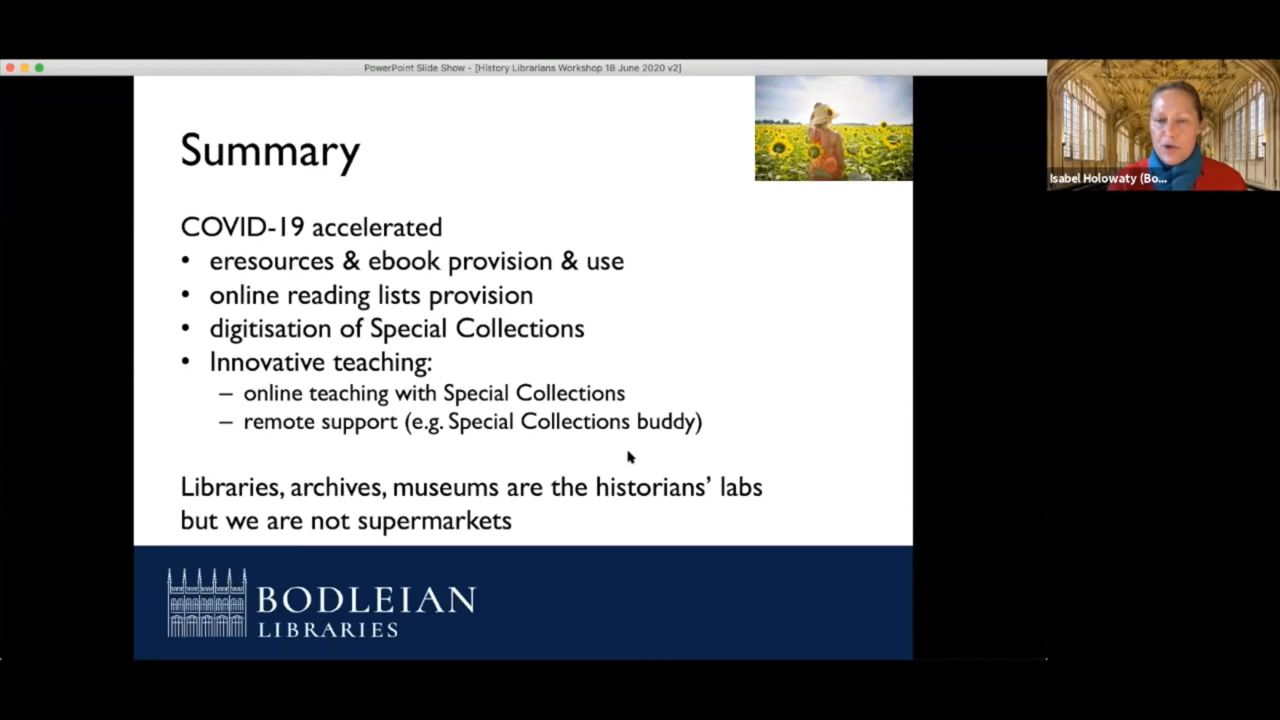 PowerPoint Slide Show - [History Librarians Workshop 18 June 2020 v2]
Summary
COVID-19 accelerated
• eresources & ebook provision & use
• online reading lists provision
• digitisation of Special Collections
• Innovative teaching:
– online teaching with Special Collections
– remote support (e.g. Special Collections buddy)
Libraries, archives, museums are the historians’ labs
but we are not supermarkets
BODLEIAN
LIBRARIES
Isabel Holowaty (Bo...